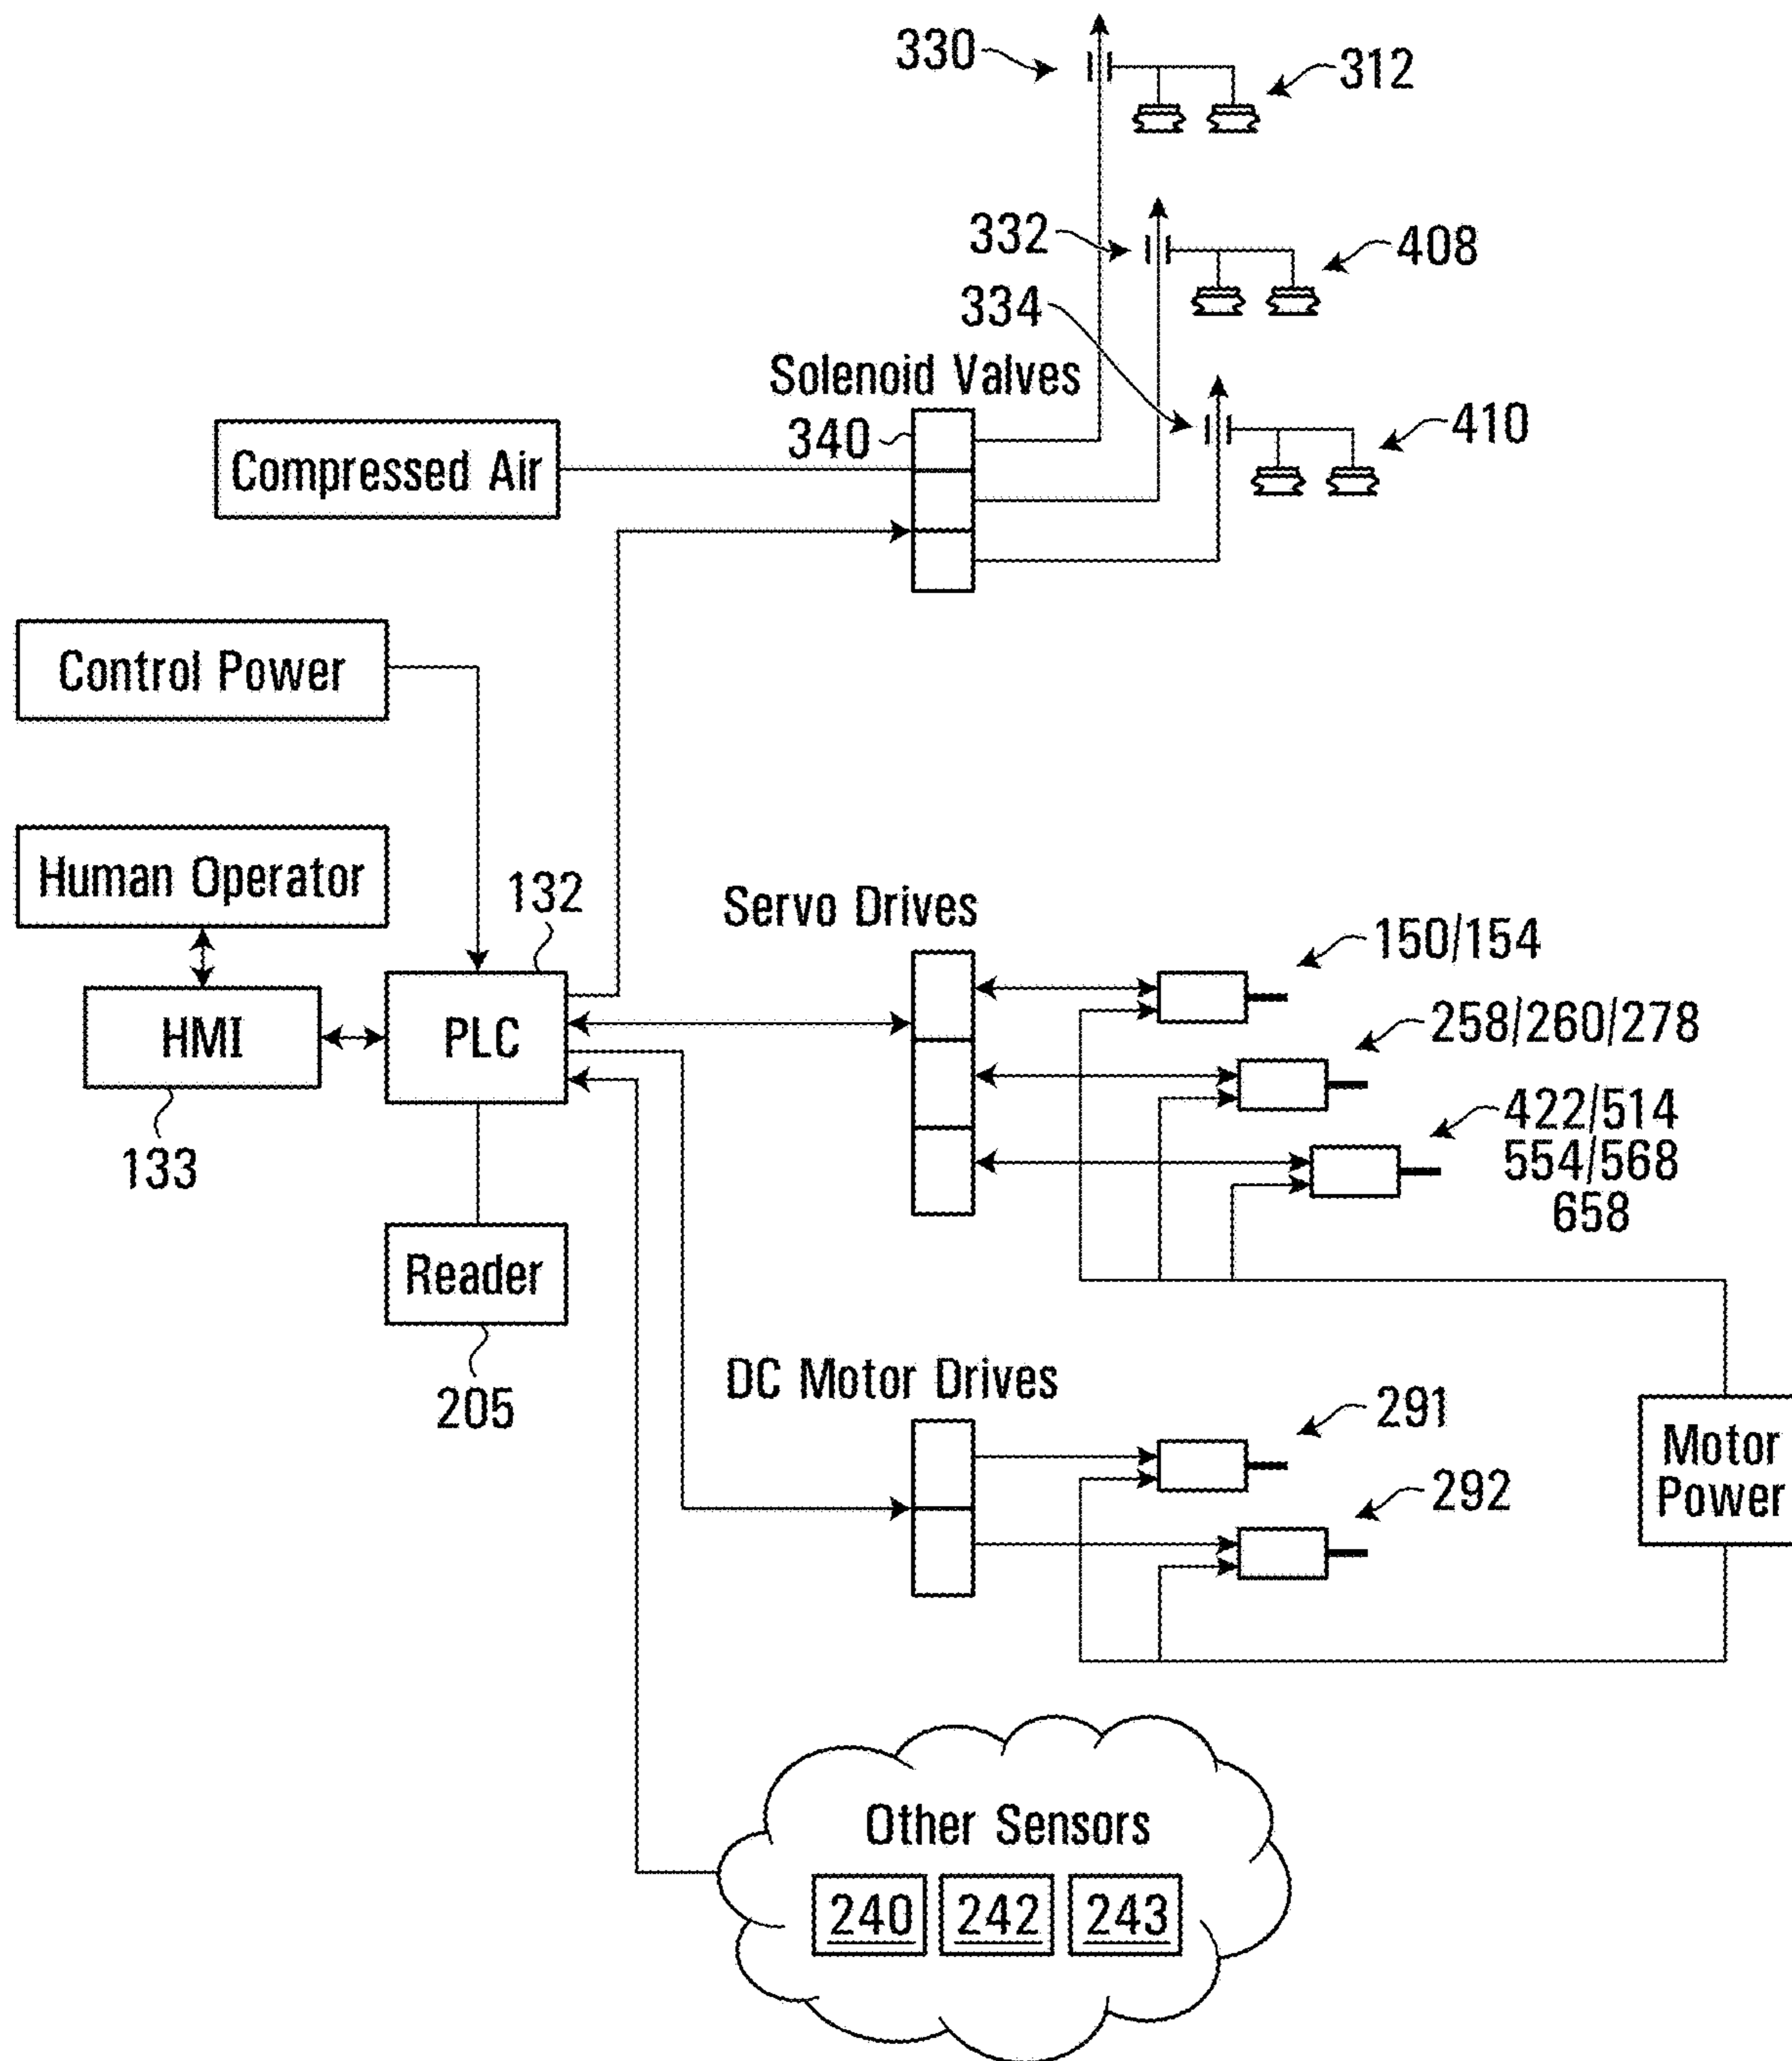 330
312
332
408
334
Solenoid Valves
340
410
Compressed Air
Control Power
Human Operator
132
Servo Drives
150/154
HMI
PLC
258/260/278
133
422/514
554/568
658
Reader
205
DC Motor Drives
291
Motor
Power
292
Other Sensors
240 242 243